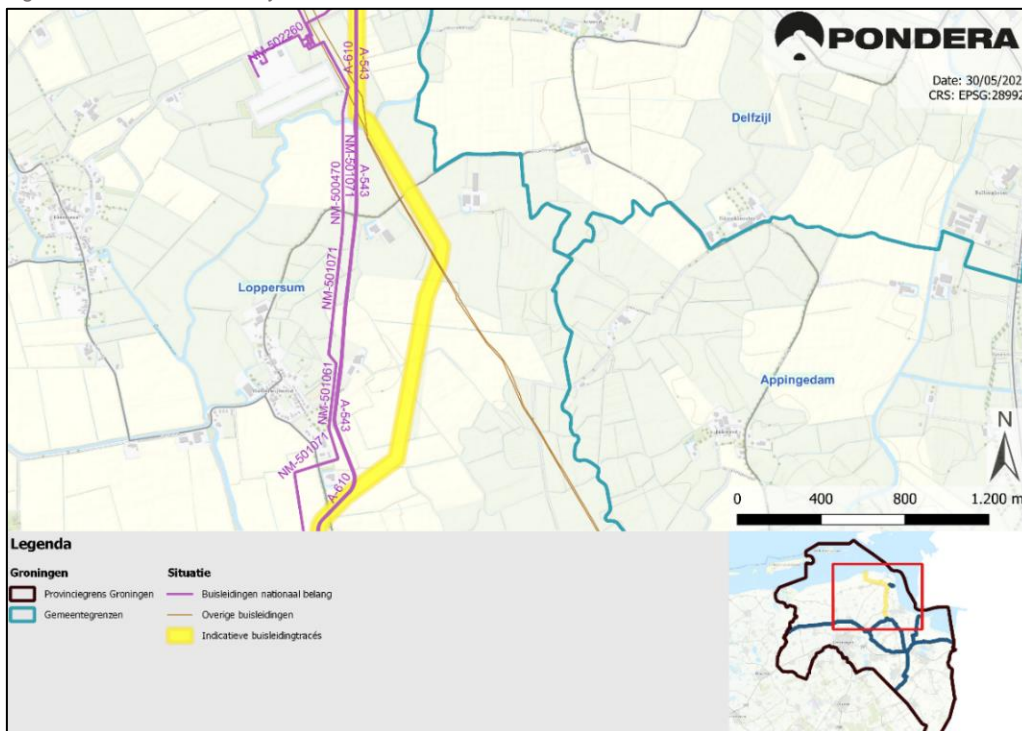 PONDERA
Date: 30/05/202
CRS: EPSG:28992
NM-502260
A-610
A-543
Delfzijl
NM-500470
NM-501071
A-543
NM-501071
Loppersum
NM-501061
A-543
Appingedam
NM-501071
A-610
N
0 400 800 1.200 m
Legenda
Groningen
Provinciegrens Groningen
Gemeentegrenzen
Situatie
Buisleidingen nationaal belang
Overige buisleidingen
Indicatieve buisleidingtracés